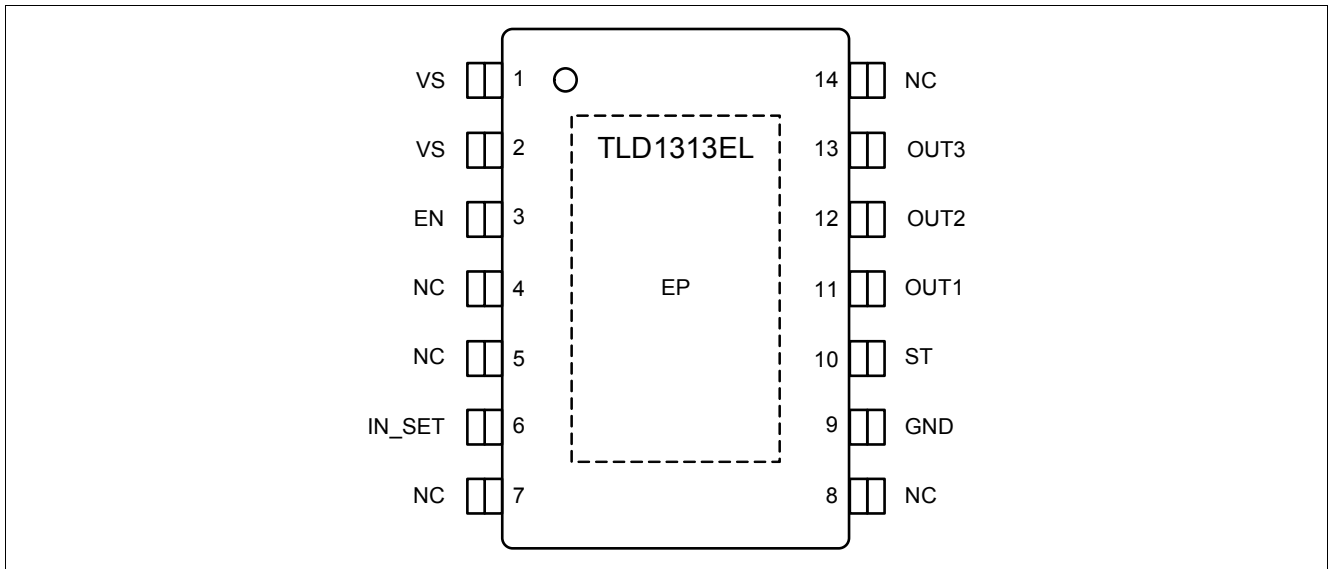 VS 1 14 NC
VS 2 TLD1313EL 13 OUT3
EN 3 12 OUT2
NC 4 EP 11 OUT1
NC 5 10 ST
IN_SET 6 9 GND
NC 7 8 NC